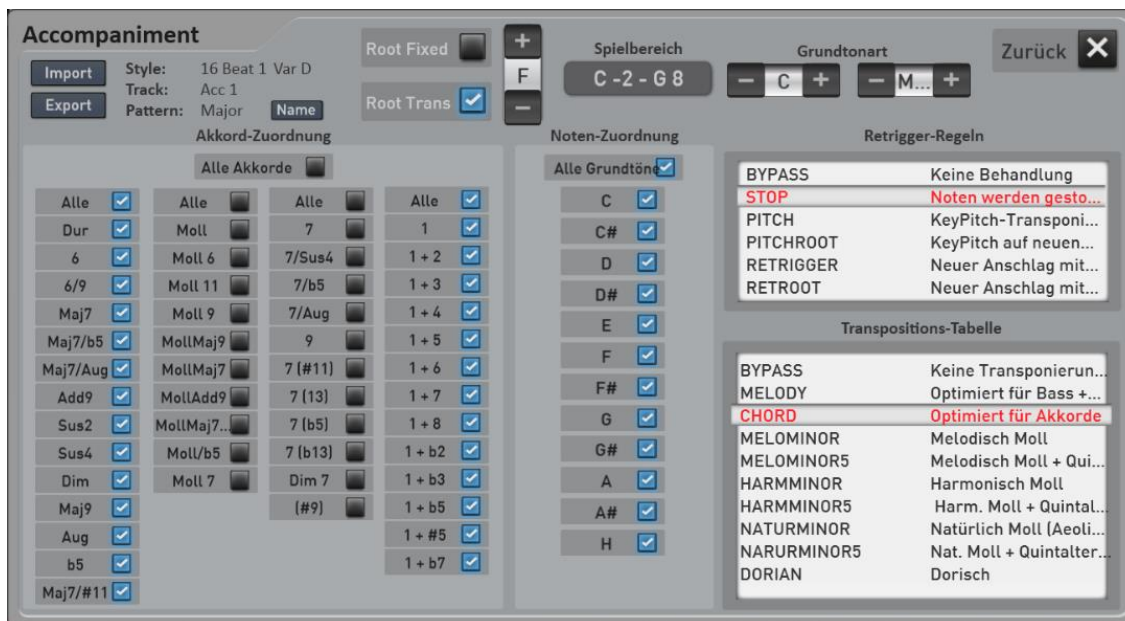 Accompaniment
Import
Export
Style: 16 Beat 1 Var D
Track: Acc 1
Pattern: Major
Name
Root Fixed
Root Trans
+
F
−
Spielbereich
C -2 - G 8
Grundtonart
− C +
− M... +
Zurück
Akkord-Zuordnung
Alle Akkorde
Alle
Dur
6
6/9
Maj7
Maj7/b5
Maj7/Aug
Add9
Sus2
Sus4
Dim
Maj9
Aug
b5
Maj7/#11
Alle
Moll
Moll 6
Moll 11
Moll 9
MollMaj9
MollMaj7
MollAdd9
MollMaj7...
Moll/b5
Moll 7
Alle
7
7/Sus4
7/b5
7/Aug
9
7 (#11)
7 (13)
7 (b5)
7 (b13)
Dim 7
(#9)
Alle
1
1 + 2
1 + 3
1 + 4
1 + 5
1 + 6
1 + 7
1 + 8
1 + b2
1 + b3
1 + b5
1 + #5
1 + b7
Noten-Zuordnung
Alle Grundtöne
C
C#
D
D#
E
F
F#
G
G#
A
A#
H
Retrigger-Regeln
BYPASS Keine Behandlung
STOP Noten werden gesto...
PITCH KeyPitch-Transponi...
PITCHROOT KeyPitch auf neuen...
RETRIGGER Neuer Anschlag mit...
RETROOT Neuer Anschlag mit...
Transpositions-Tabelle
BYPASS Keine Transponierun...
MELODY Optimiert für Bass +...
CHORD Optimiert für Akkorde
MELOMINOR Melodisch Moll
MELOMINOR5 Melodisch Moll + Qui...
HARMMINOR Harmonisch Moll
HARMMINOR5 Harm. Moll + Quintal...
NATURMINOR Natürlich Moll (Aeoli...
NARURMINOR5 Nat. Moll + Quintalter...
DORIAN Dorisch